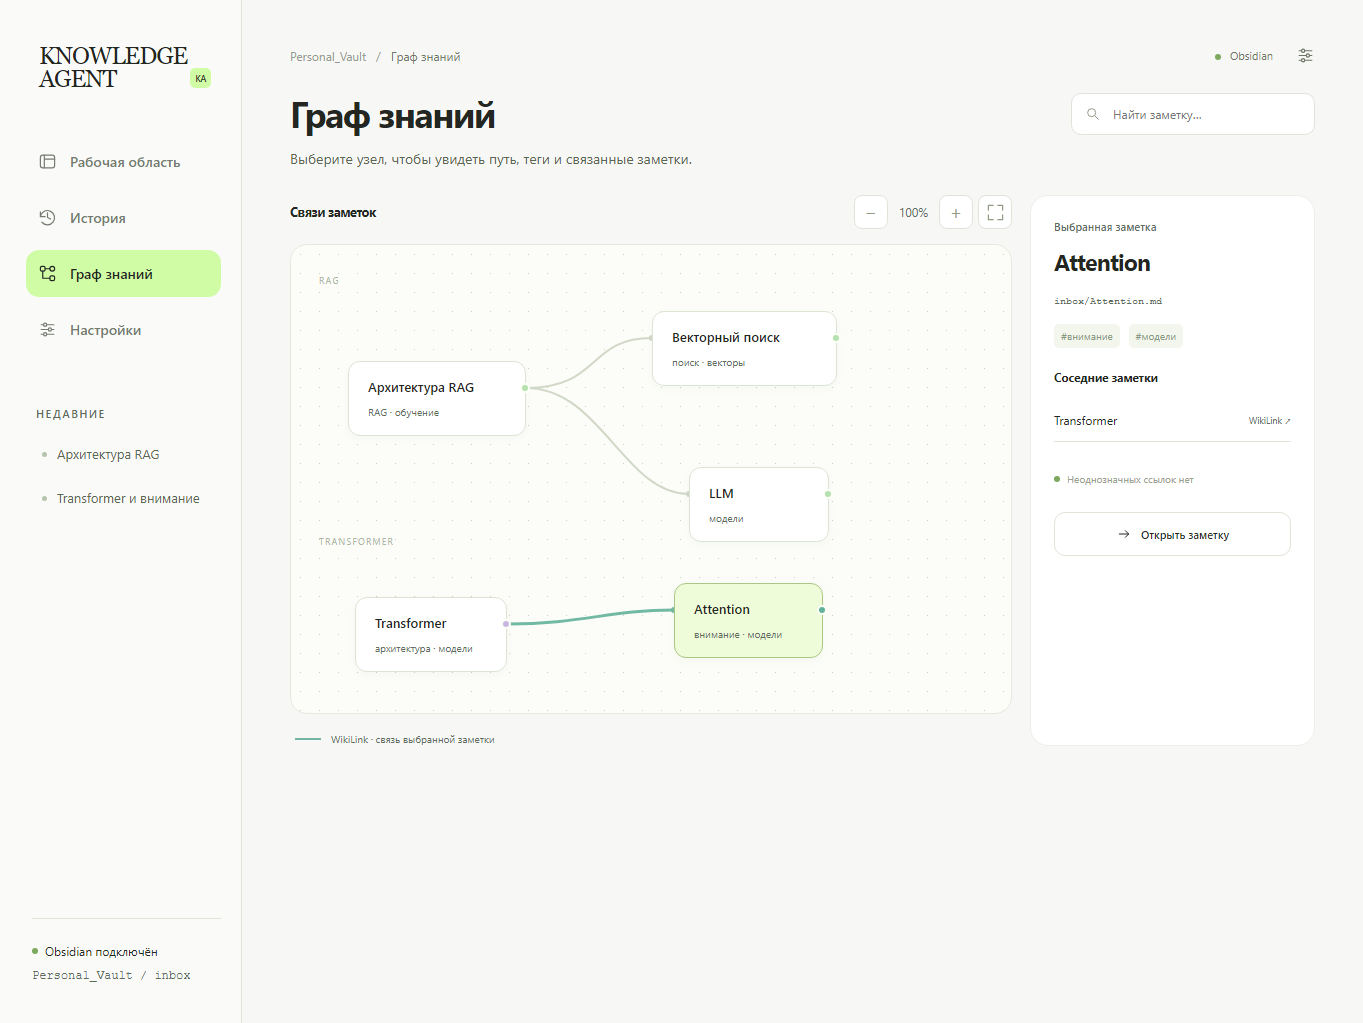 KNOWLEDGE
AGENT
KA
Рабочая область
История
Граф знаний
Настройки
НЕДАВНИЕ
Архитектура RAG
Transformer и внимание
Obsidian подключён
Personal_Vault / inbox
Personal_Vault / Граф знаний
Obsidian
Граф знаний
Найти заметку...
Выберите узел, чтобы увидеть путь, теги и связанные заметки.
Связи заметок
− 100% +
RAG
Векторный поиск
поиск · векторы
Архитектура RAG
RAG · обучение
LLM
модели
TRANSFORMER
Attention
внимание · модели
Transformer
архитектура · модели
WikiLink · связь выбранной заметки
Выбранная заметка
Attention
inbox/Attention.md
#внимание #модели
Соседние заметки
Transformer WikiLink ↗
Неоднозначных ссылок нет
→ Открыть заметку